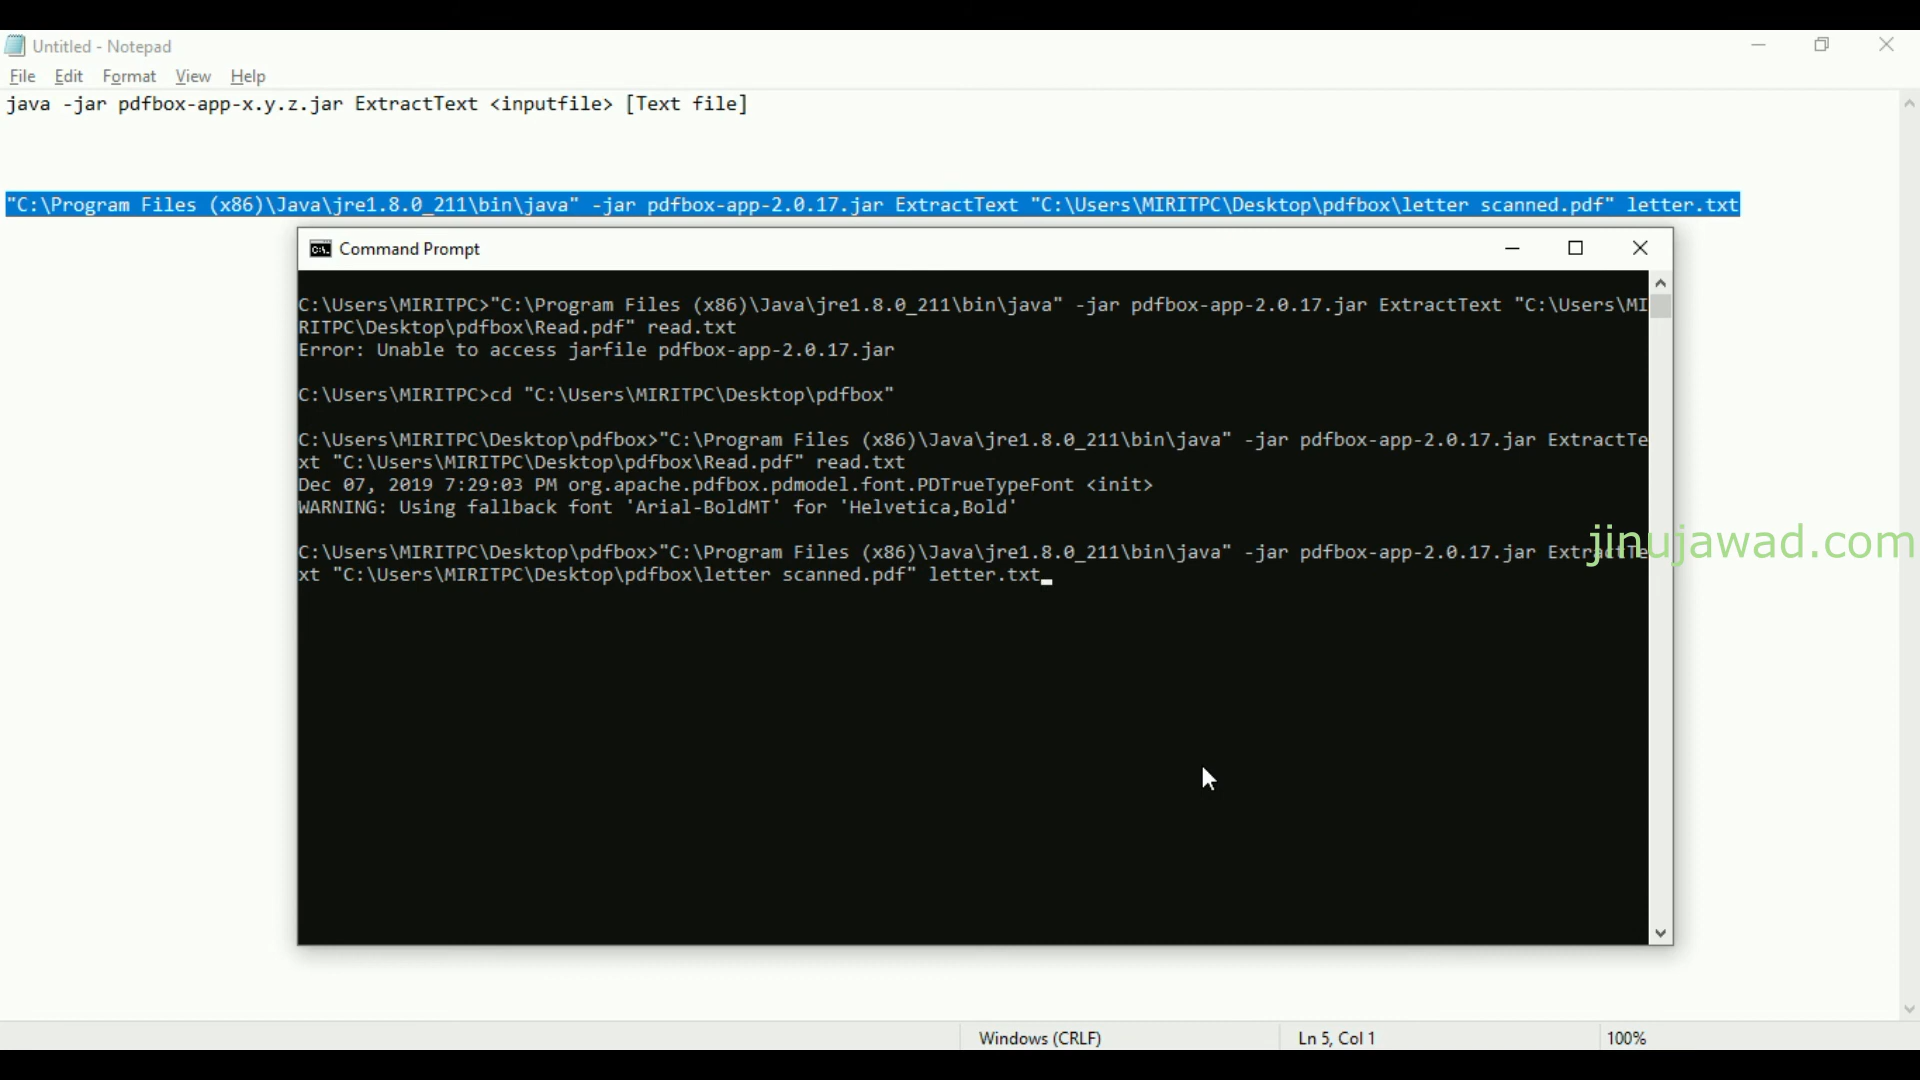 Untitled - Notepad
File Edit Format View Help
java -jar pdfbox-app-x.y.z.jar ExtractText <inputfile> [Text file]
"C:\Program Files (x86)\Java\jre1.8.0_211\bin\java" -jar pdfbox-app-2.0.17.jar ExtractText "C:\Users\MIRITPC\Desktop\pdfbox\letter scanned.pdf" letter.txt
Command Prompt
C:\Users\MIRITPC>"C:\Program Files (x86)\Java\jre1.8.0_211\bin\java" -jar pdfbox-app-2.0.17.jar ExtractText "C:\Users\MI
RITPC\Desktop\pdfbox\Read.pdf" read.txt
Error: Unable to access jarfile pdfbox-app-2.0.17.jar
C:\Users\MIRITPC>cd "C:\Users\MIRITPC\Desktop\pdfbox"
C:\Users\MIRITPC\Desktop\pdfbox>"C:\Program Files (x86)\Java\jre1.8.0_211\bin\java" -jar pdfbox-app-2.0.17.jar ExtractTe
xt "C:\Users\MIRITPC\Desktop\pdfbox\Read.pdf" read.txt
Dec 07, 2019 7:29:03 PM org.apache.pdfbox.pdmodel.font.PDTrueTypeFont <init>
WARNING: Using fallback font 'Arial-BoldMT' for 'Helvetica,Bold'
C:\Users\MIRITPC\Desktop\pdfbox>"C:\Program Files (x86)\Java\jre1.8.0_211\bin\java" -jar pdfbox-app-2.0.17.jar ExtractTe
xt "C:\Users\MIRITPC\Desktop\pdfbox\letter scanned.pdf" letter.txt
jinujawad.com
Windows (CRLF) Ln 5, Col 1 100%